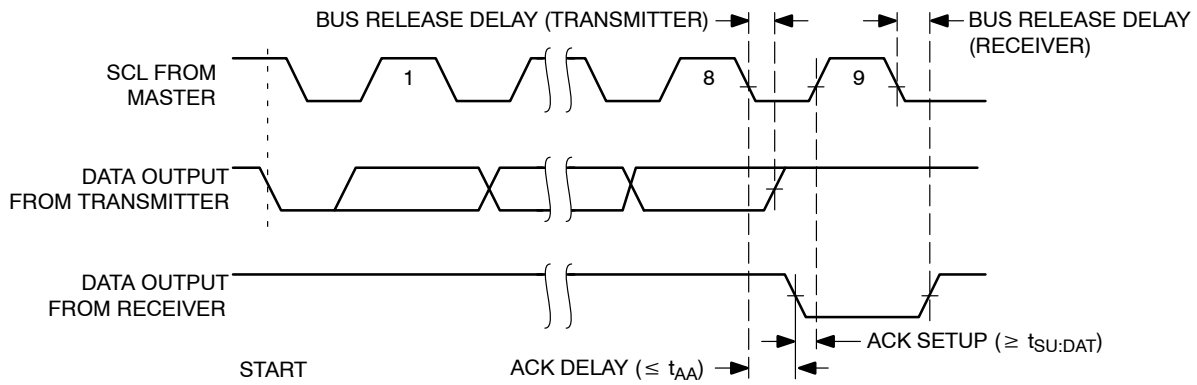 BUS RELEASE DELAY (TRANSMITTER)
BUS RELEASE DELAY
(RECEIVER)
SCL FROM
MASTER
1
8
9
DATA OUTPUT
FROM TRANSMITTER
DATA OUTPUT
FROM RECEIVER
START
ACK DELAY (≤ tAA)
ACK SETUP (≥ tSU:DAT)